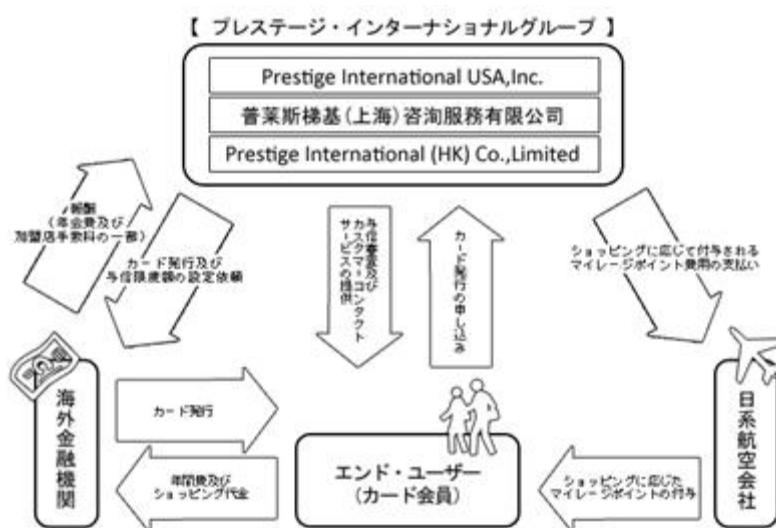 【 プレステージ・インターナショナルグループ 】
Prestige International USA,Inc.
普莱斯梯基(上海)咨洵服務有限公司
Prestige International (HK) Co.,Limited
報酬
(年会費及び
加盟店手数料の一部)
カード発行及び
与信限度額の設定依頼
与信審査及び
カスタマーコンタクト
サービスの提供
カード発行の申し込み
ショッピングに応じて付与される
マイレージポイント費用の支払い
海外金融機関
カード発行
年間費及び
ショッピング代金
エンド・ユーザー
(カード会員)
ショッピングに応じた
マイレージポイントの付与
日系航空会社